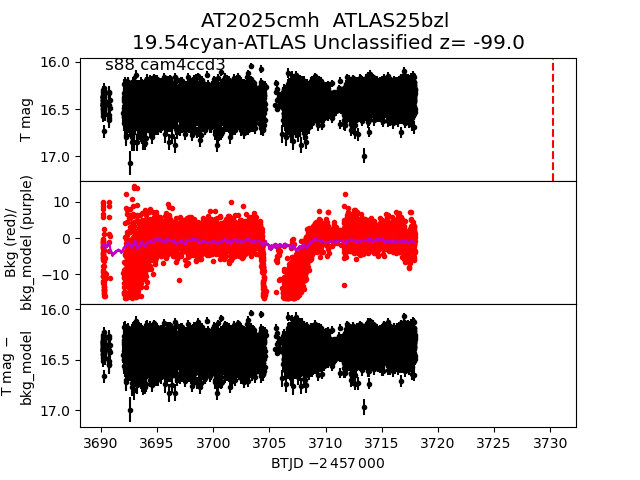 AT2025cmh  ATLAS25bzl
19.54cyan-ATLAS Unclassified z= -99.0
s88 cam4ccd3
16.0
16.5
17.0
T mag
10
0
−10
Bkg (red)/
bkg_model (purple)
16.0
16.5
17.0
T mag −
bkg_model
3690 3695 3700 3705 3710 3715 3720 3725 3730
BTJD −2 457 000